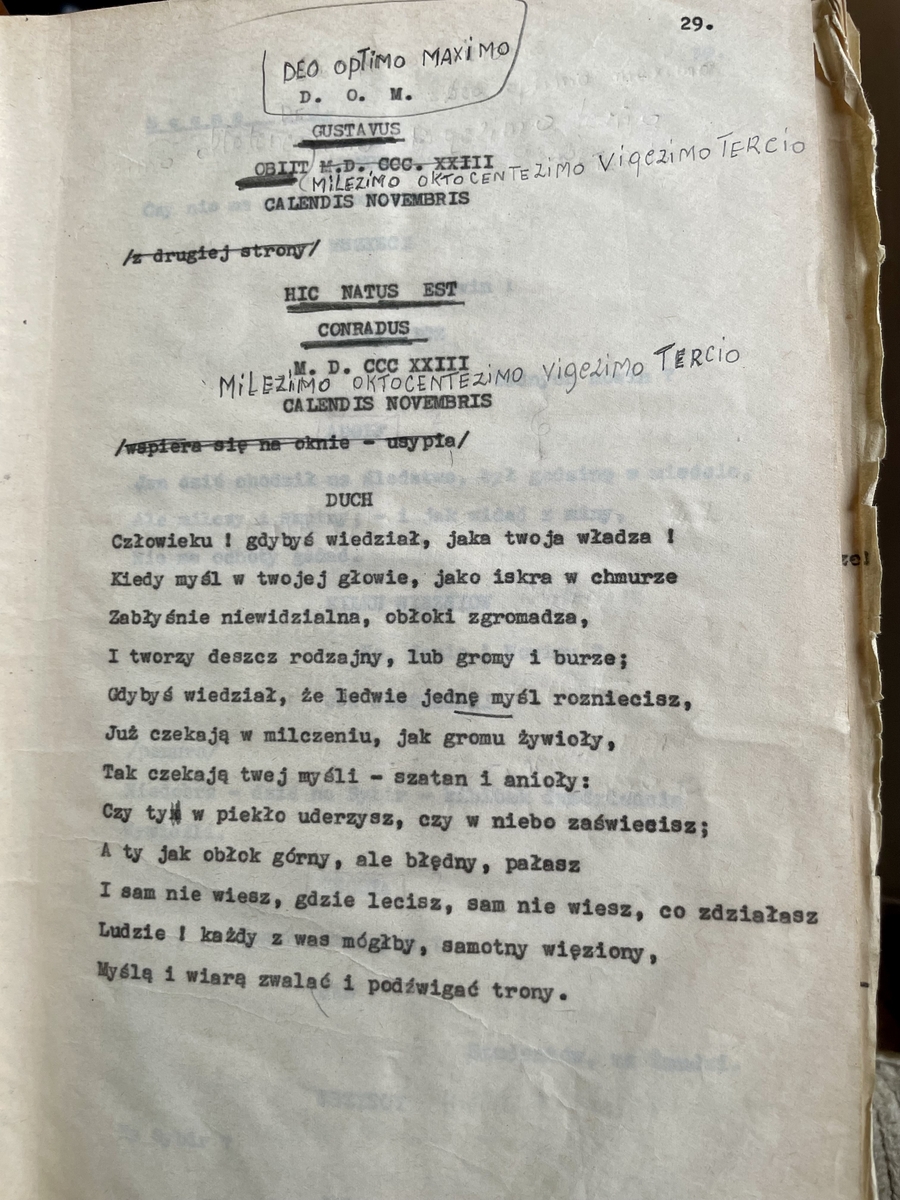 29.
DEO OPTIMO MAXIMO
D. O. M.
GUSTAVUS
OBIIT M.D. CCC. XXIII
MILEZIMO OKTOCENTEZIMO VIGEZIMO TERCIO
CALENDIS NOVEMBRIS
/z drugiej strony/
HIC NATUS EST
CONRADUS
M. D. CCC XXIII
MILEZIMO OKTOCENTEZIMO VIGEZIMO TERCIO
CALENDIS NOVEMBRIS
/wspiera się na oknie - usypia/
DUCH
Człowieku ! gdybyś wiedział, jaka twoja władza !
Kiedy myśl w twojej głowie, jako iskra w chmurze
Zabłyśnie niewidzialna, obłoki zgromadza,
I tworzy deszcz rodzajny, lub gromy i burze;
Gdybyś wiedział, że ledwie jednę myśl rozniecisz,
Już czekają w milczeniu, jak gromu żywioły,
Tak czekają twej myśli - szatan i anioły:
Czy ty w piekło uderzysz, czy w niebo zaświecisz;
A ty jak obłok górny, ale błędny, pałasz
I sam nie wiesz, gdzie lecisz, sam nie wiesz, co zdziałasz
Ludzie ! każdy z was mógłby, samotny więziony,
Myślą i wiarą zwalać i podźwigać trony.